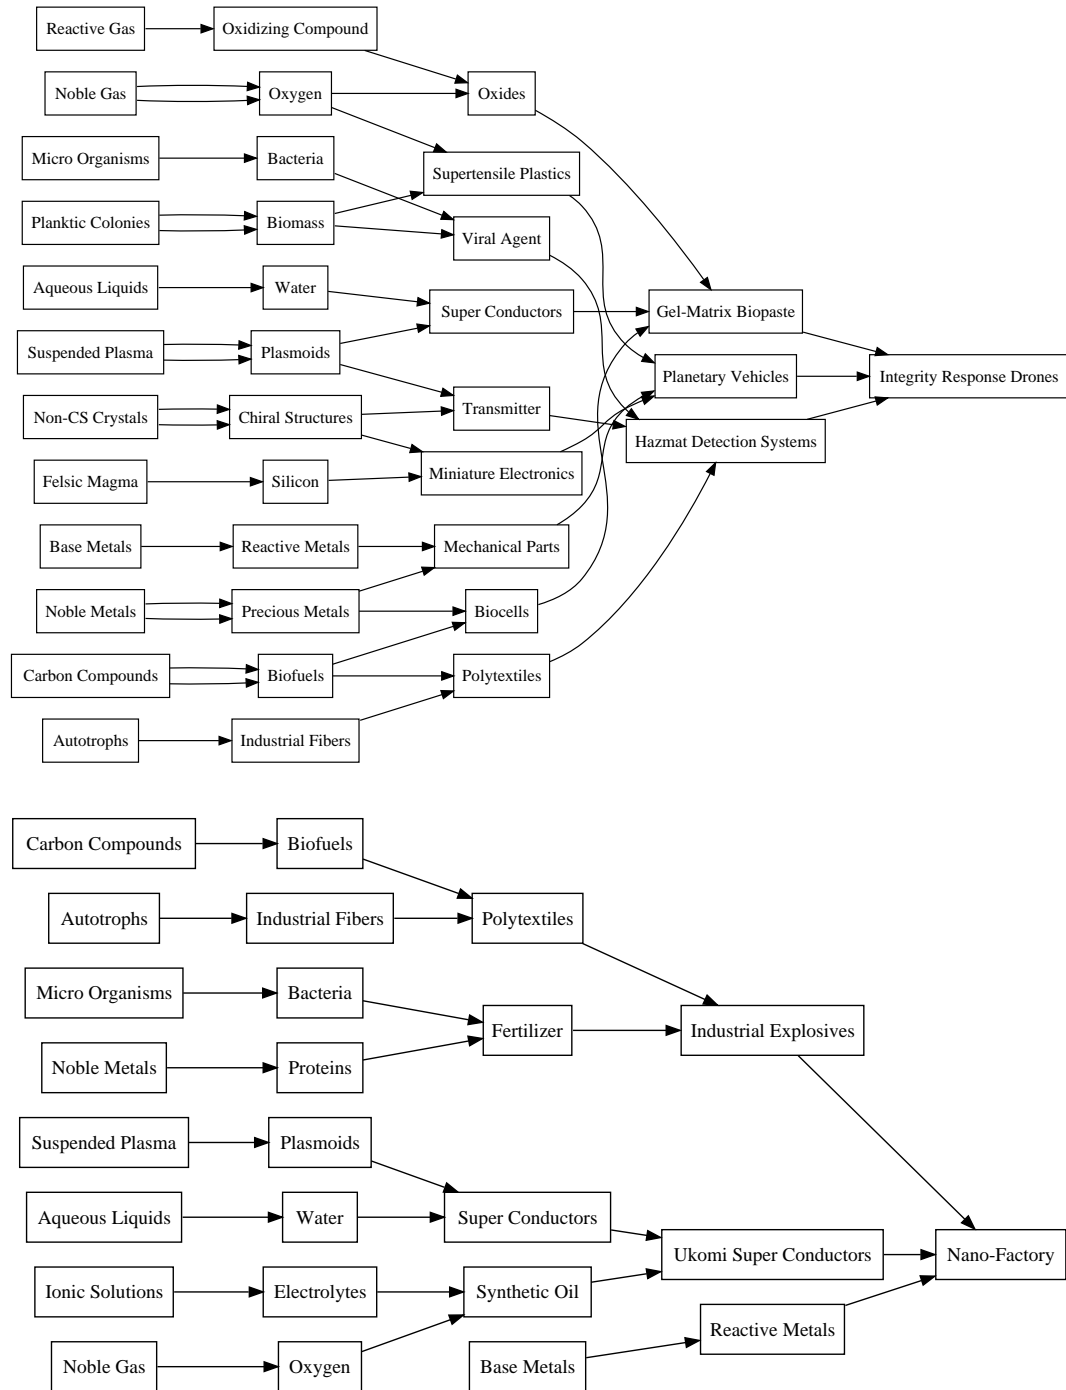 Reactive Gas
Oxidizing Compound
Noble Gas
Oxygen
Oxides
Micro Organisms
Bacteria
Supertensile Plastics
Planktic Colonies
Biomass
Viral Agent
Aqueous Liquids
Water
Super Conductors
Gel-Matrix Biopaste
Suspended Plasma
Plasmoids
Planetary Vehicles
Integrity Response Drones
Non-CS Crystals
Chiral Structures
Transmitter
Hazmat Detection Systems
Felsic Magma
Silicon
Miniature Electronics
Base Metals
Reactive Metals
Mechanical Parts
Noble Metals
Precious Metals
Biocells
Carbon Compounds
Biofuels
Polytextiles
Autotrophs
Industrial Fibers
Carbon Compounds
Biofuels
Autotrophs
Industrial Fibers
Polytextiles
Micro Organisms
Bacteria
Fertilizer
Industrial Explosives
Noble Metals
Proteins
Suspended Plasma
Plasmoids
Aqueous Liquids
Water
Super Conductors
Ukomi Super Conductors
Nano-Factory
Ionic Solutions
Electrolytes
Synthetic Oil
Reactive Metals
Noble Gas
Oxygen
Base Metals